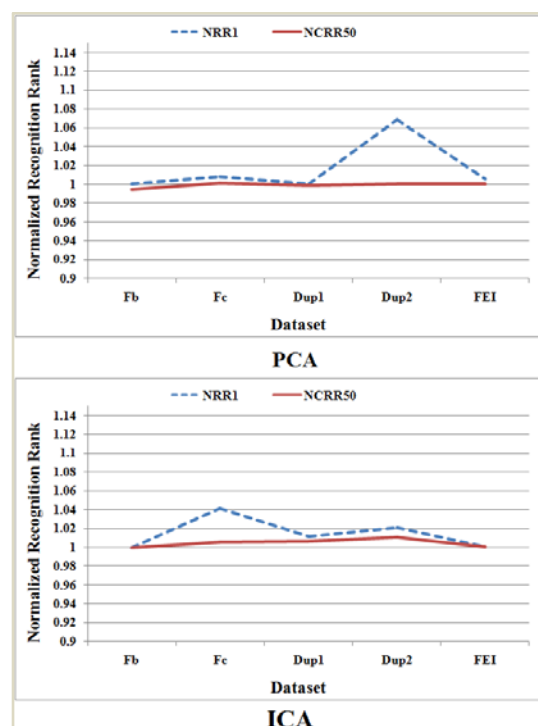 NRR1 NCRR50
Normalized Recognition Rank
1.14
1.12
1.1
1.08
1.06
1.04
1.02
1
0.98
0.96
0.94
0.92
0.9
Fb Fc Dup1 Dup2 FEI
Dataset
PCA
NRR1 NCRR50
Normalized Recognition Rank
1.14
1.12
1.1
1.08
1.06
1.04
1.02
1
0.98
0.96
0.94
0.92
0.9
Fb Fc Dup1 Dup2 FEI
Dataset
ICA